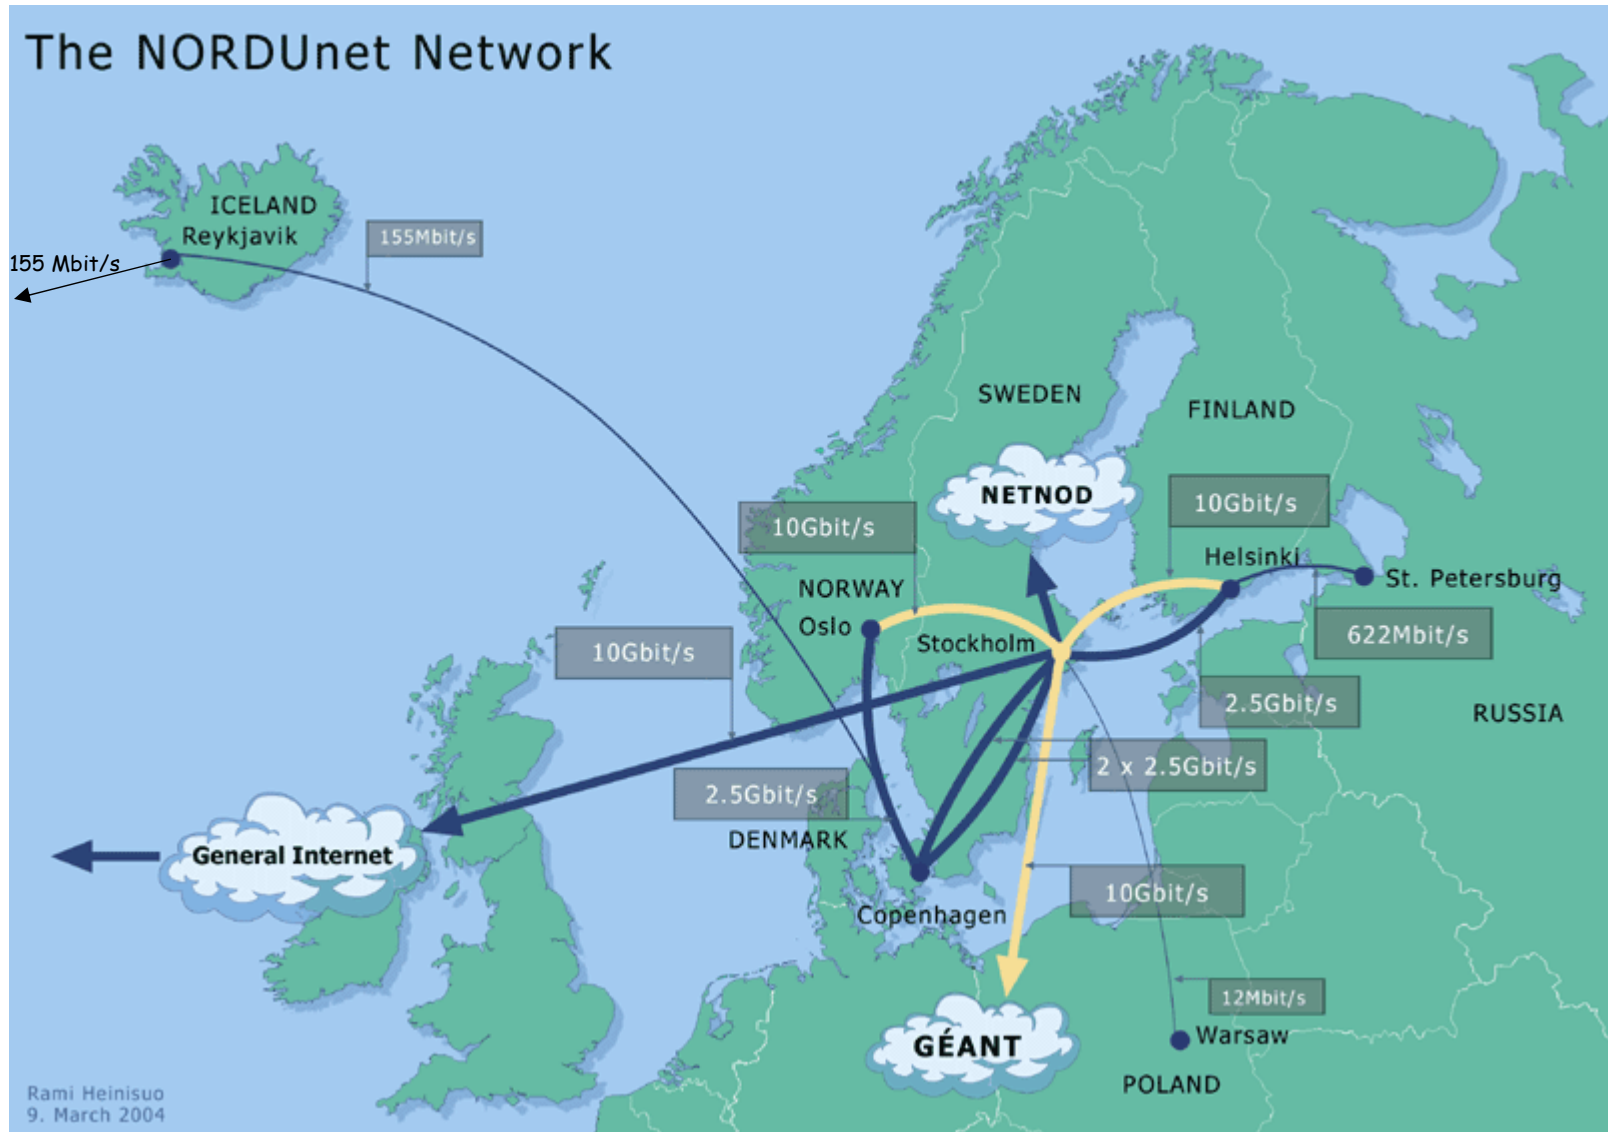 The NORDUnet Network
ICELAND
Reykjavik
155Mbit/s
155 Mbit/s
SWEDEN
FINLAND
NETNOD
10Gbit/s
10Gbit/s
Helsinki
St. Petersburg
NORWAY
Oslo
Stockholm
622Mbit/s
10Gbit/s
2.5Gbit/s
RUSSIA
2 x 2.5Gbit/s
2.5Gbit/s
DENMARK
General Internet
10Gbit/s
Copenhagen
12Mbit/s
Warsaw
GÉANT
POLAND
Rami Heinisuo
9. March 2004